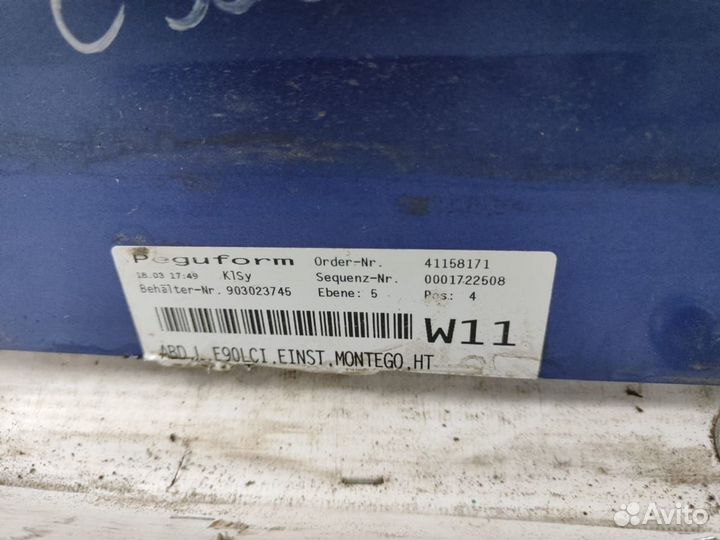 Peguform Order-Nr. 41158171
18.03 17:49 KlSy Sequenz-Nr. 0001722508
Behälter-Nr. 903023745 Ebene: 5 Pos: 4
W11
ABD.L. E90LCI.EINST.MONTEGO.HT
Avito